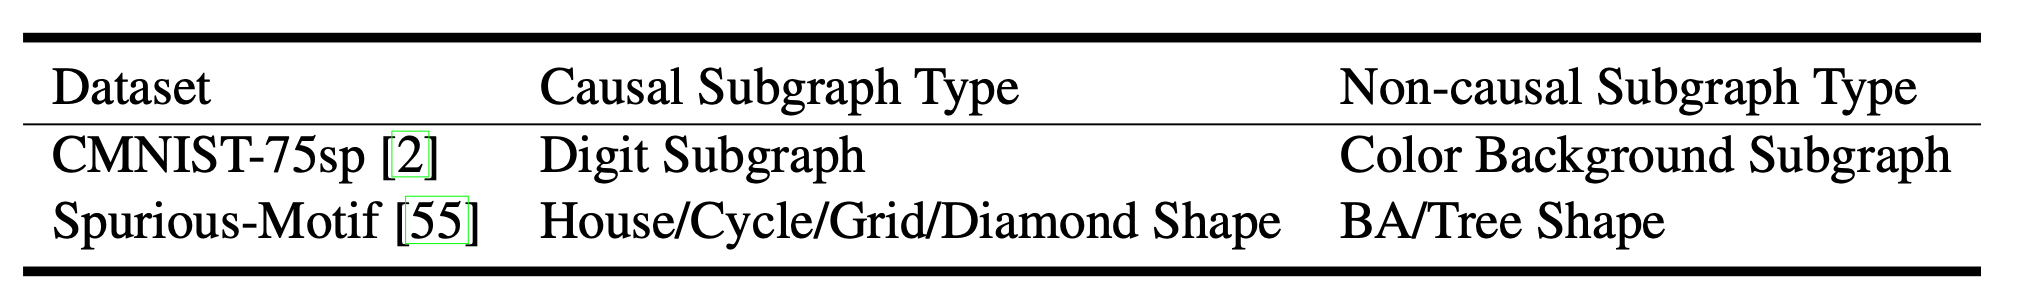 Dataset Causal Subgraph Type Non-causal Subgraph Type
CMNIST-75sp [2] Digit Subgraph Color Background Subgraph
Spurious-Motif [55] House/Cycle/Grid/Diamond Shape BA/Tree Shape